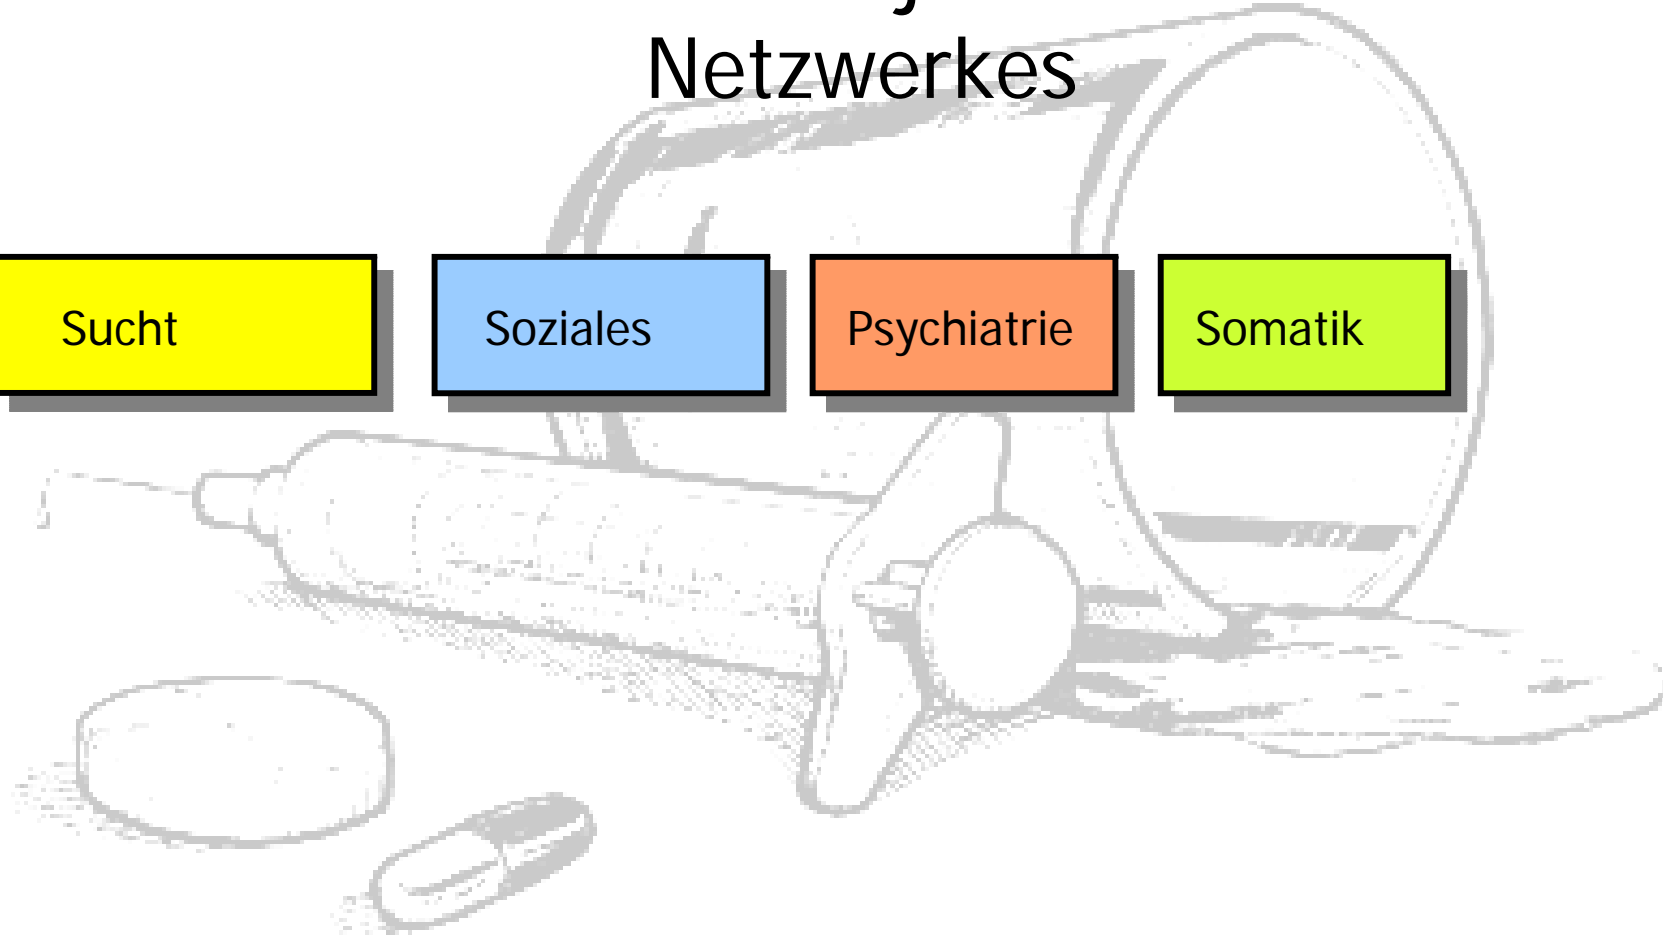 Netzwerkes
Sucht
Soziales
Psychiatrie
Somatik